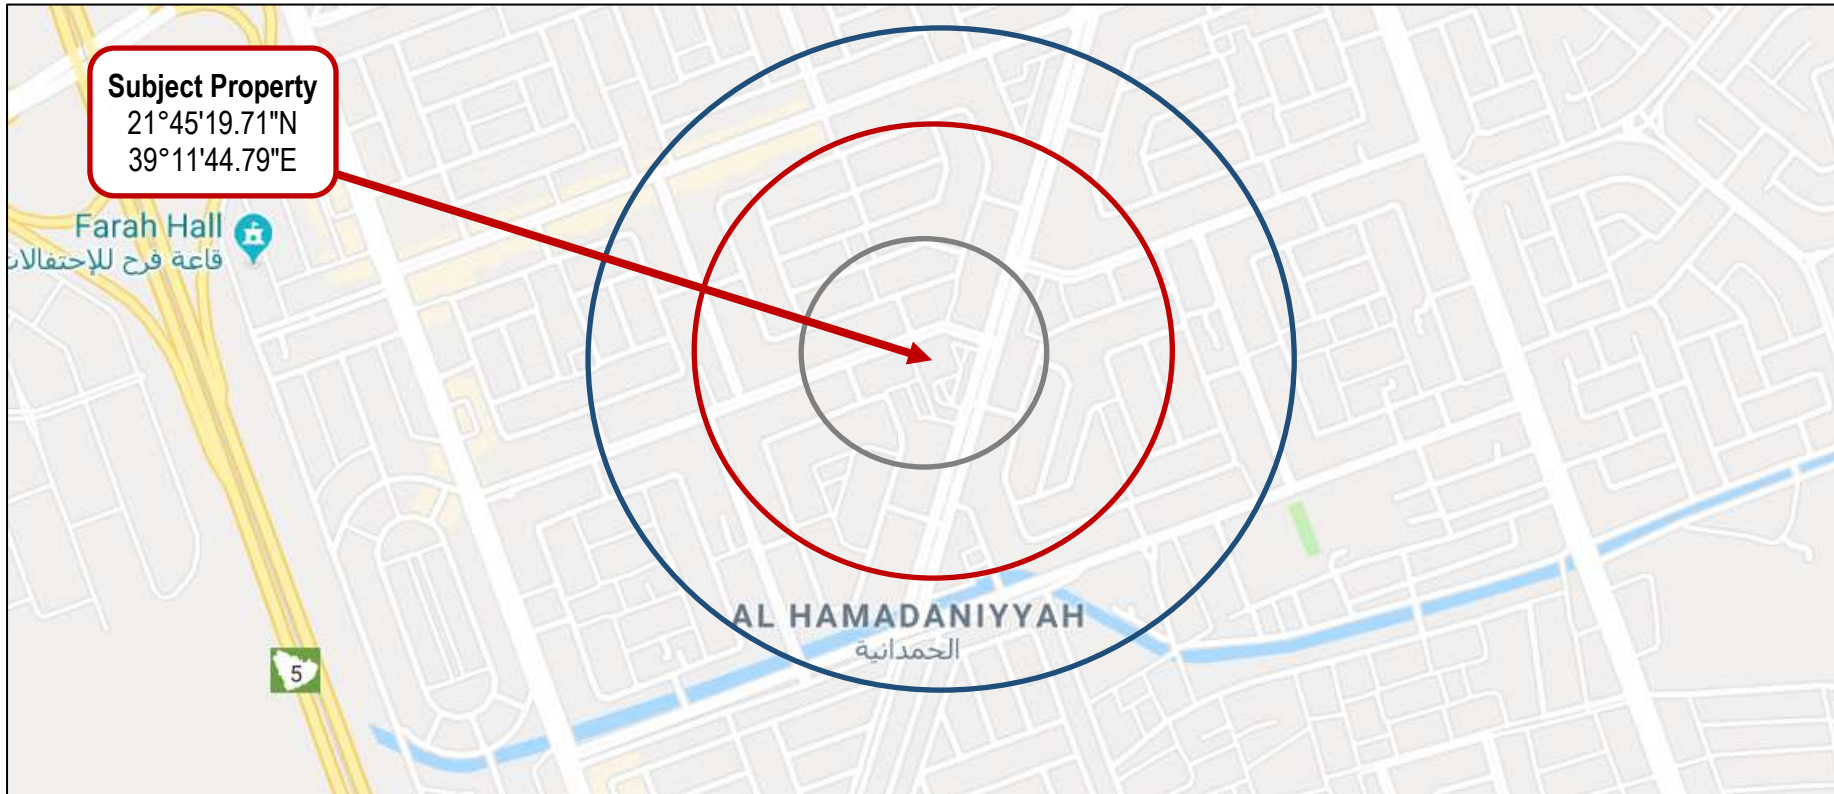 Subject Property
21°45'19.71"N
39°11'44.79"E
Farah Hall
قاعة فرح للإحتفالات
AL HAMADANIYYAH
الحمدانية
5